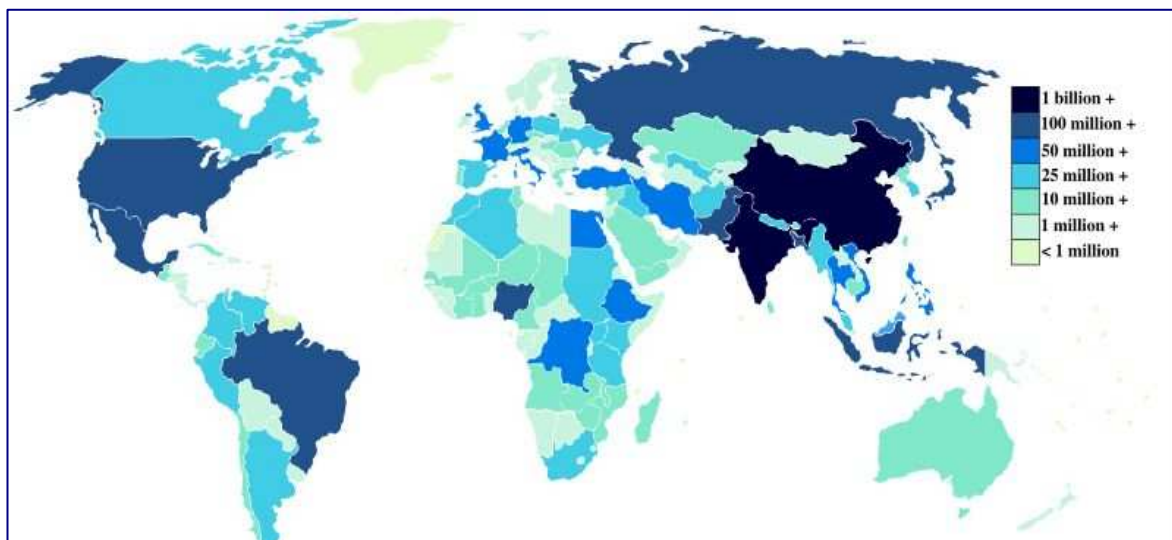 1 billion +
100 million +
50 million +
25 million +
10 million +
1 million +
< 1 million